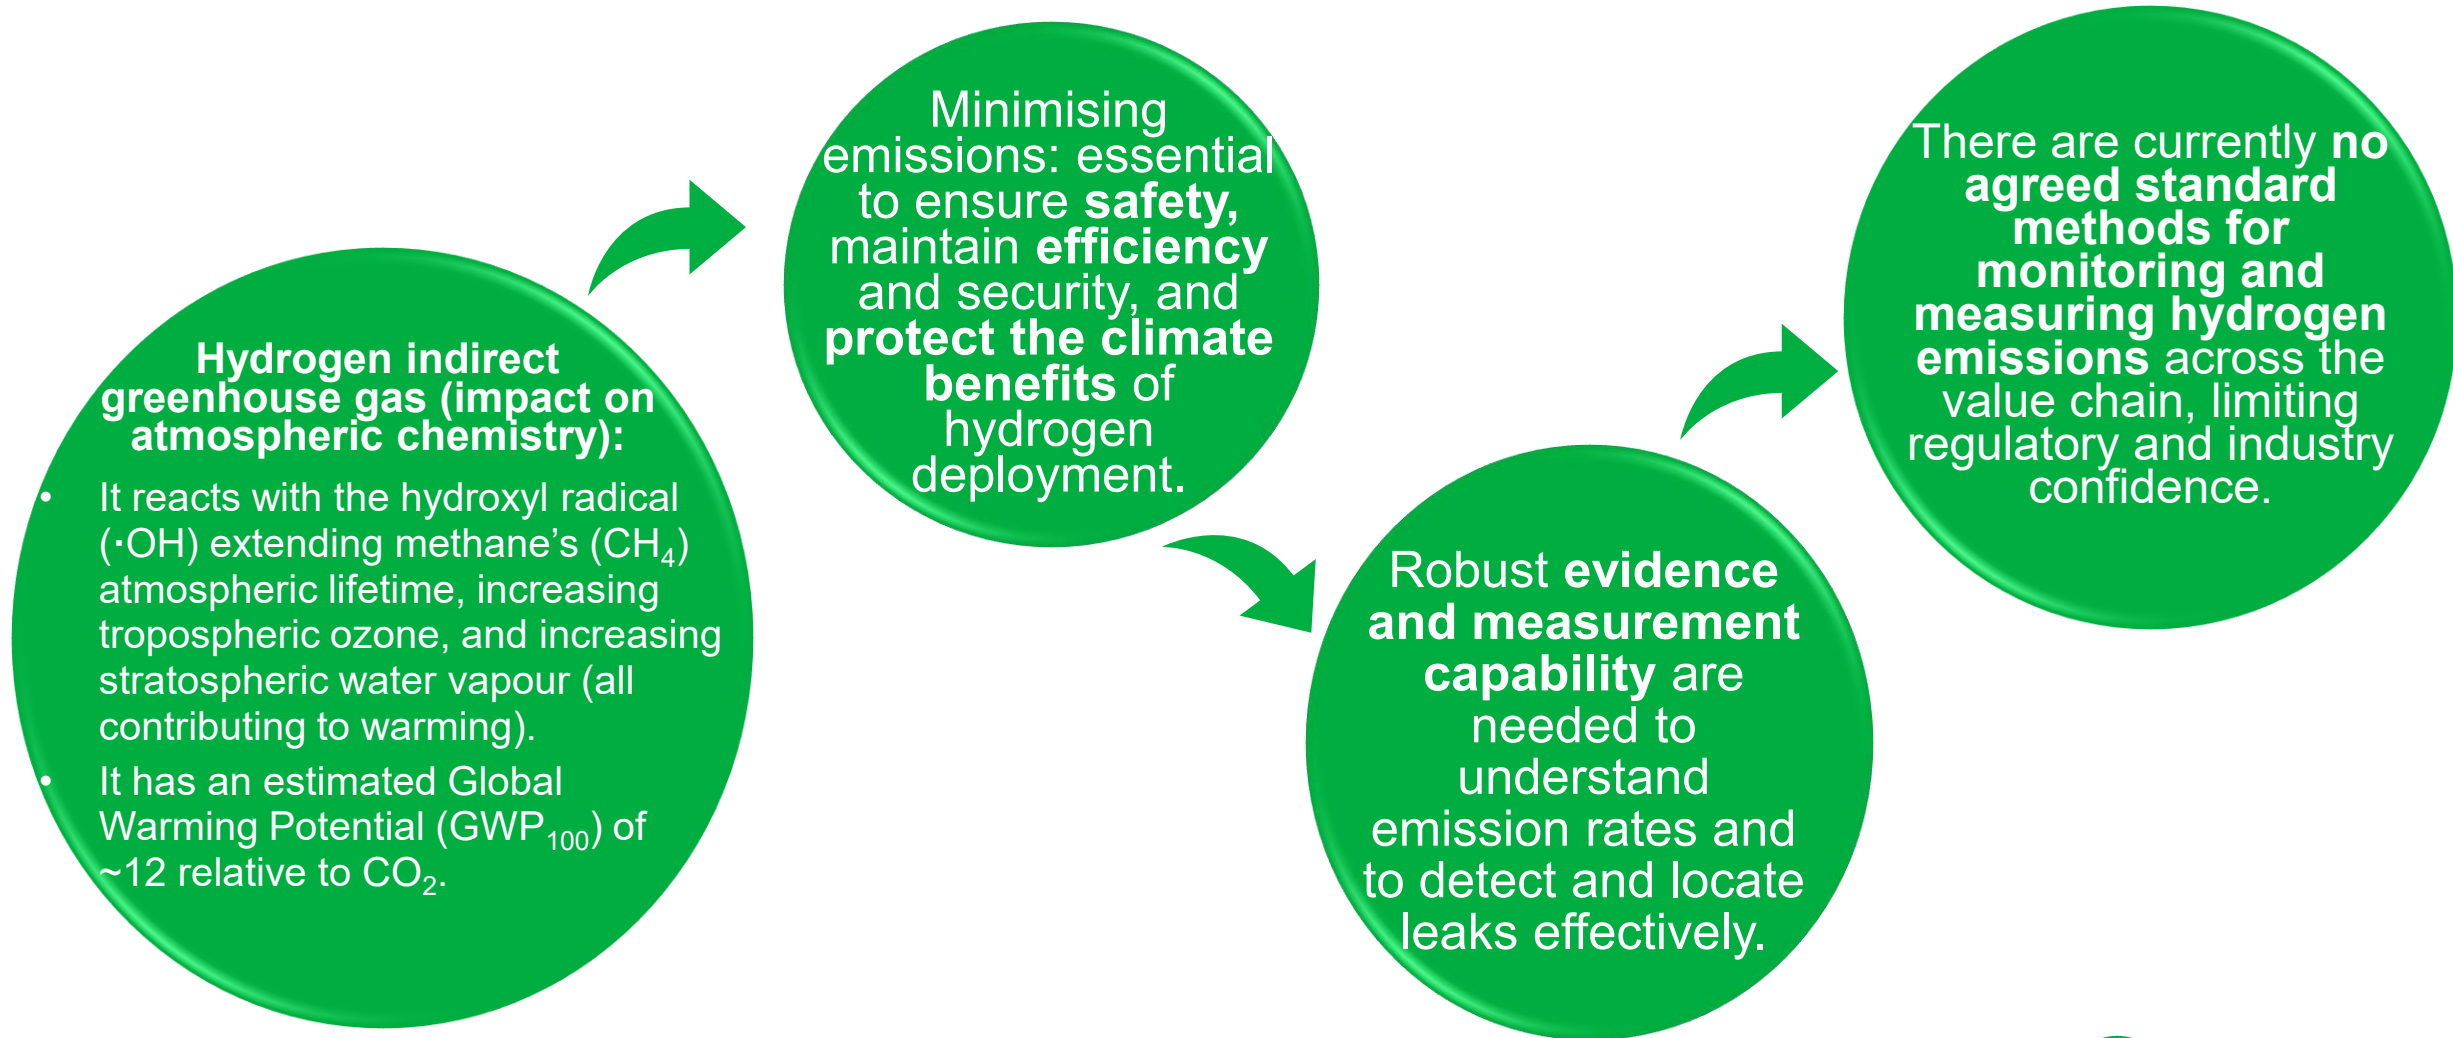 Hydrogen indirect
greenhouse gas (impact on
atmospheric chemistry):
• It reacts with the hydroxyl radical
(·OH) extending methane’s (CH₄)
atmospheric lifetime, increasing
tropospheric ozone, and increasing
stratospheric water vapour (all
contributing to warming).
• It has an estimated Global
Warming Potential (GWP₁₀₀) of
~12 relative to CO₂.
Minimising
emissions: essential
to ensure safety,
maintain efficiency
and security, and
protect the climate
benefits of
hydrogen
deployment.
Robust evidence
and measurement
capability are
needed to
understand
emission rates and
to detect and locate
leaks effectively.
There are currently no
agreed standard
methods for
monitoring and
measuring hydrogen
emissions across the
value chain, limiting
regulatory and industry
confidence.